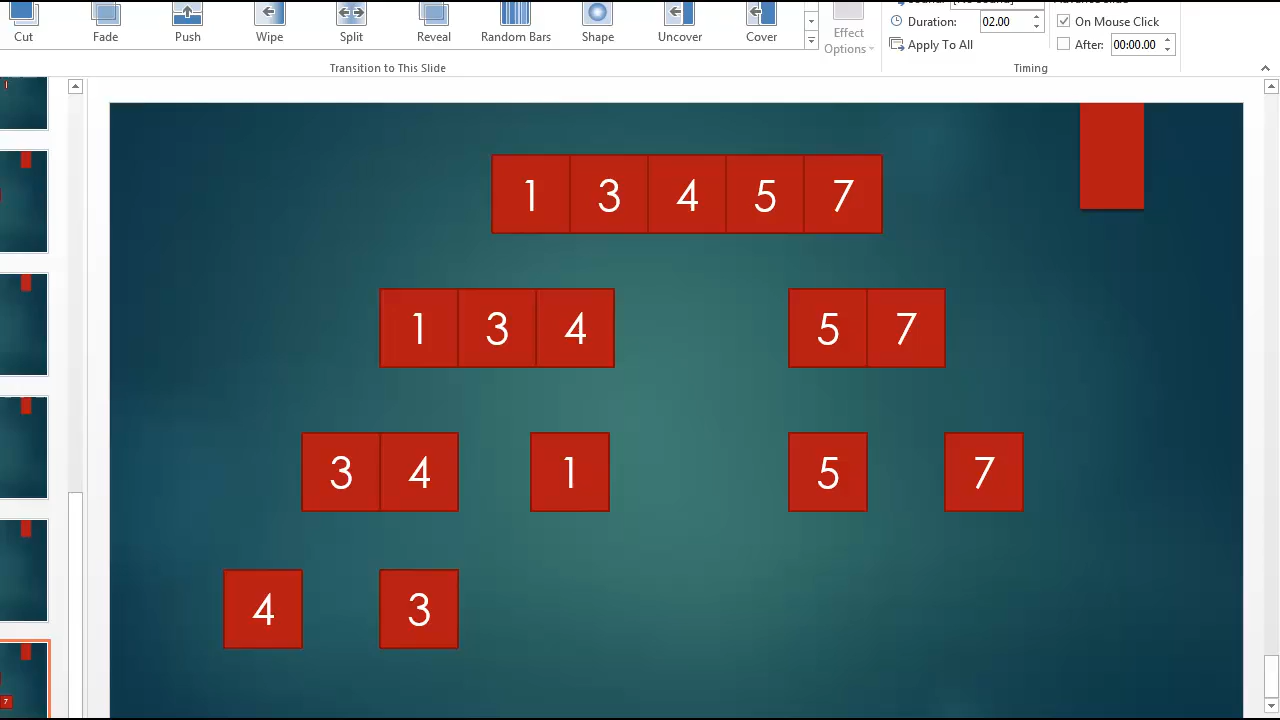 Cut Fade Push Wipe Split Reveal Random Bars Shape Uncover Cover
Effect
Options
Duration: 02.00
Apply To All
On Mouse Click
After: 00:00.00
Transition to This Slide
Timing
1 3 4 5 7
1 3 4 5 7
3 4 1 5 7
4 3
7